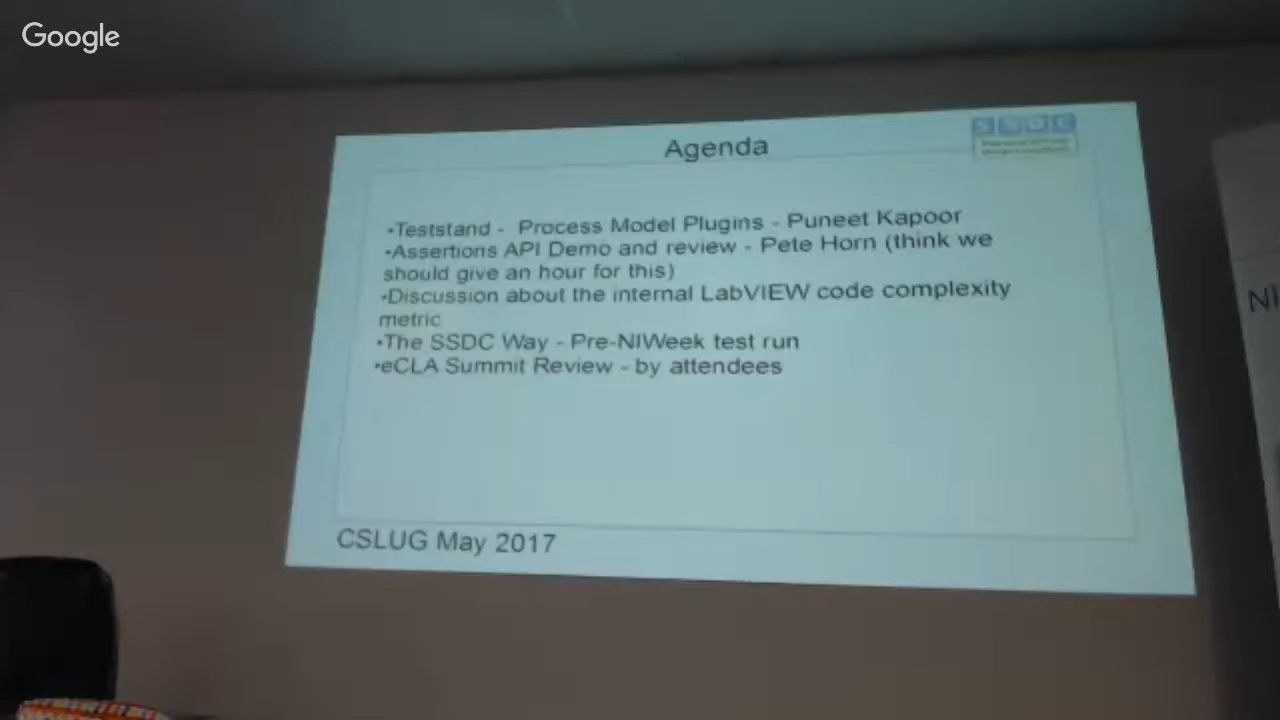 Google
Agenda
SSDC
•Teststand - Process Model Plugins - Puneet Kapoor
•Assertions API Demo and review - Pete Horn (think we
should give an hour for this)
•Discussion about the internal LabVIEW code complexity
metric
•The SSDC Way - Pre-NIWeek test run
•eCLA Summit Review - by attendees
CSLUG May 2017
NI